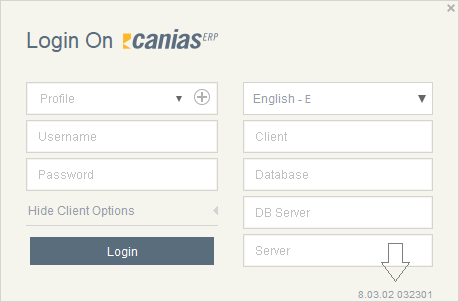 Login On canias ERP
Profile
Username
Password
Hide Client Options
Login
English - E
Client
Database
DB Server
Server
8.03.02 032301